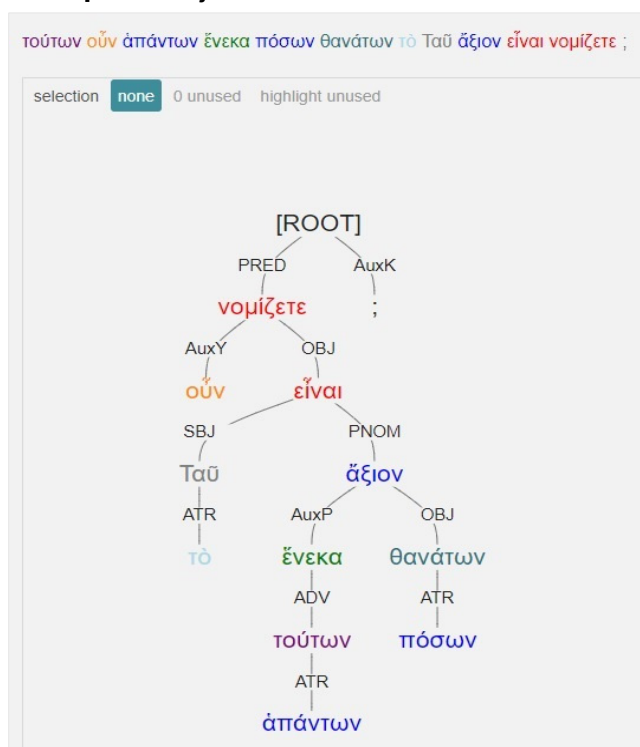 τούτων οὖν ἁπάντων ἕνεκα πόσων θανάτων τὸ Ταῦ ἄξιον εἶναι νομίζετε ;
selection none 0 unused highlight unused
[ROOT]
PRED AuxK
νομίζετε ;
AuxY OBJ
οὖν εἶναι
SBJ PNOM
Ταῦ ἄξιον
ATR AuxP OBJ
τὸ ἕνεκα θανάτων
ADV ATR
τούτων πόσων
ATR
ἁπάντων